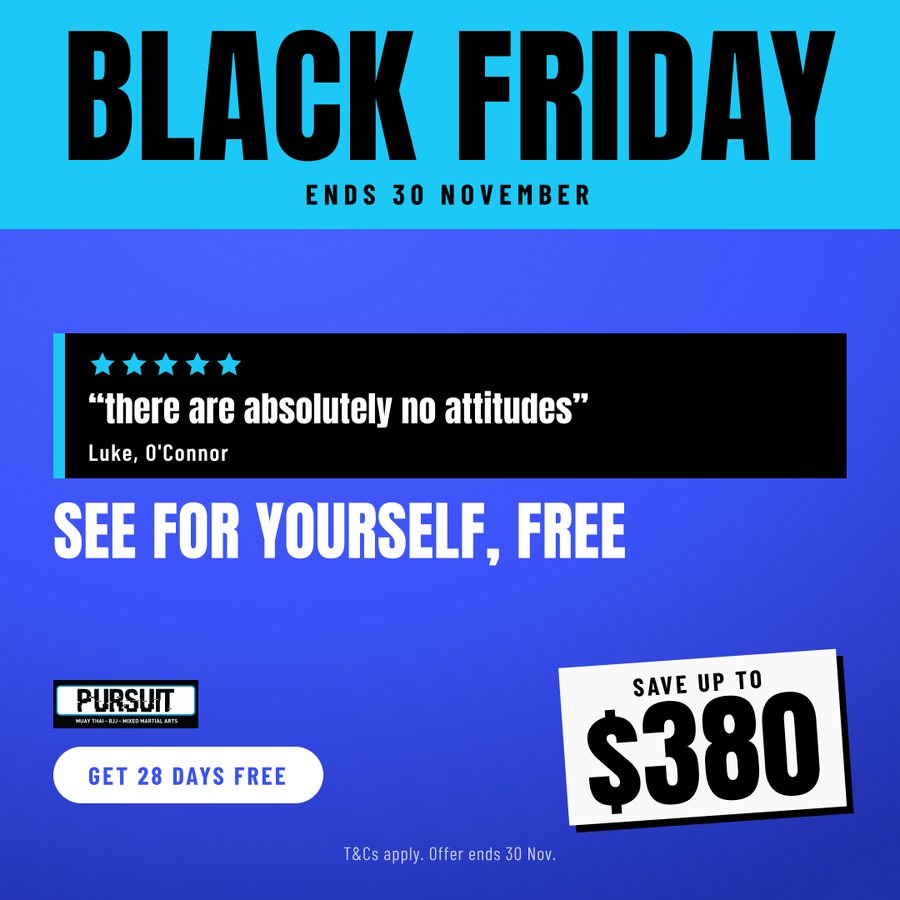 BLACK FRIDAY
ENDS 30 NOVEMBER
★★★★★
“there are absolutely no attitudes”
Luke, O'Connor
SEE FOR YOURSELF, FREE
PURSUIT
MUAY THAI - BJJ - MIXED MARTIAL ARTS
GET 28 DAYS FREE
SAVE UP TO
$380
T&Cs apply. Offer ends 30 Nov.